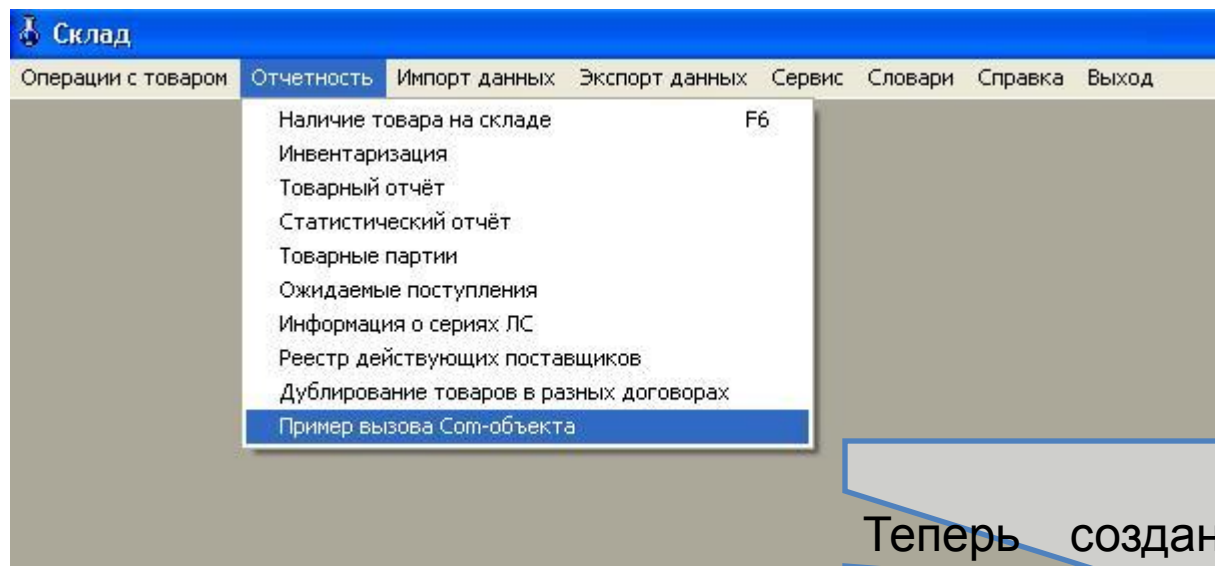 Склад
Операции с товаром Отчетность Импорт данных Экспорт данных Сервис Словари Справка Выход
Наличие товара на складе F6
Инвентаризация
Товарный отчёт
Статистический отчёт
Товарные партии
Ожидаемые поступления
Информация о сериях ЛС
Реестр действующих поставщиков
Дублирование товаров в разных договорах
Пример вызова Com-объекта
Теперь создан